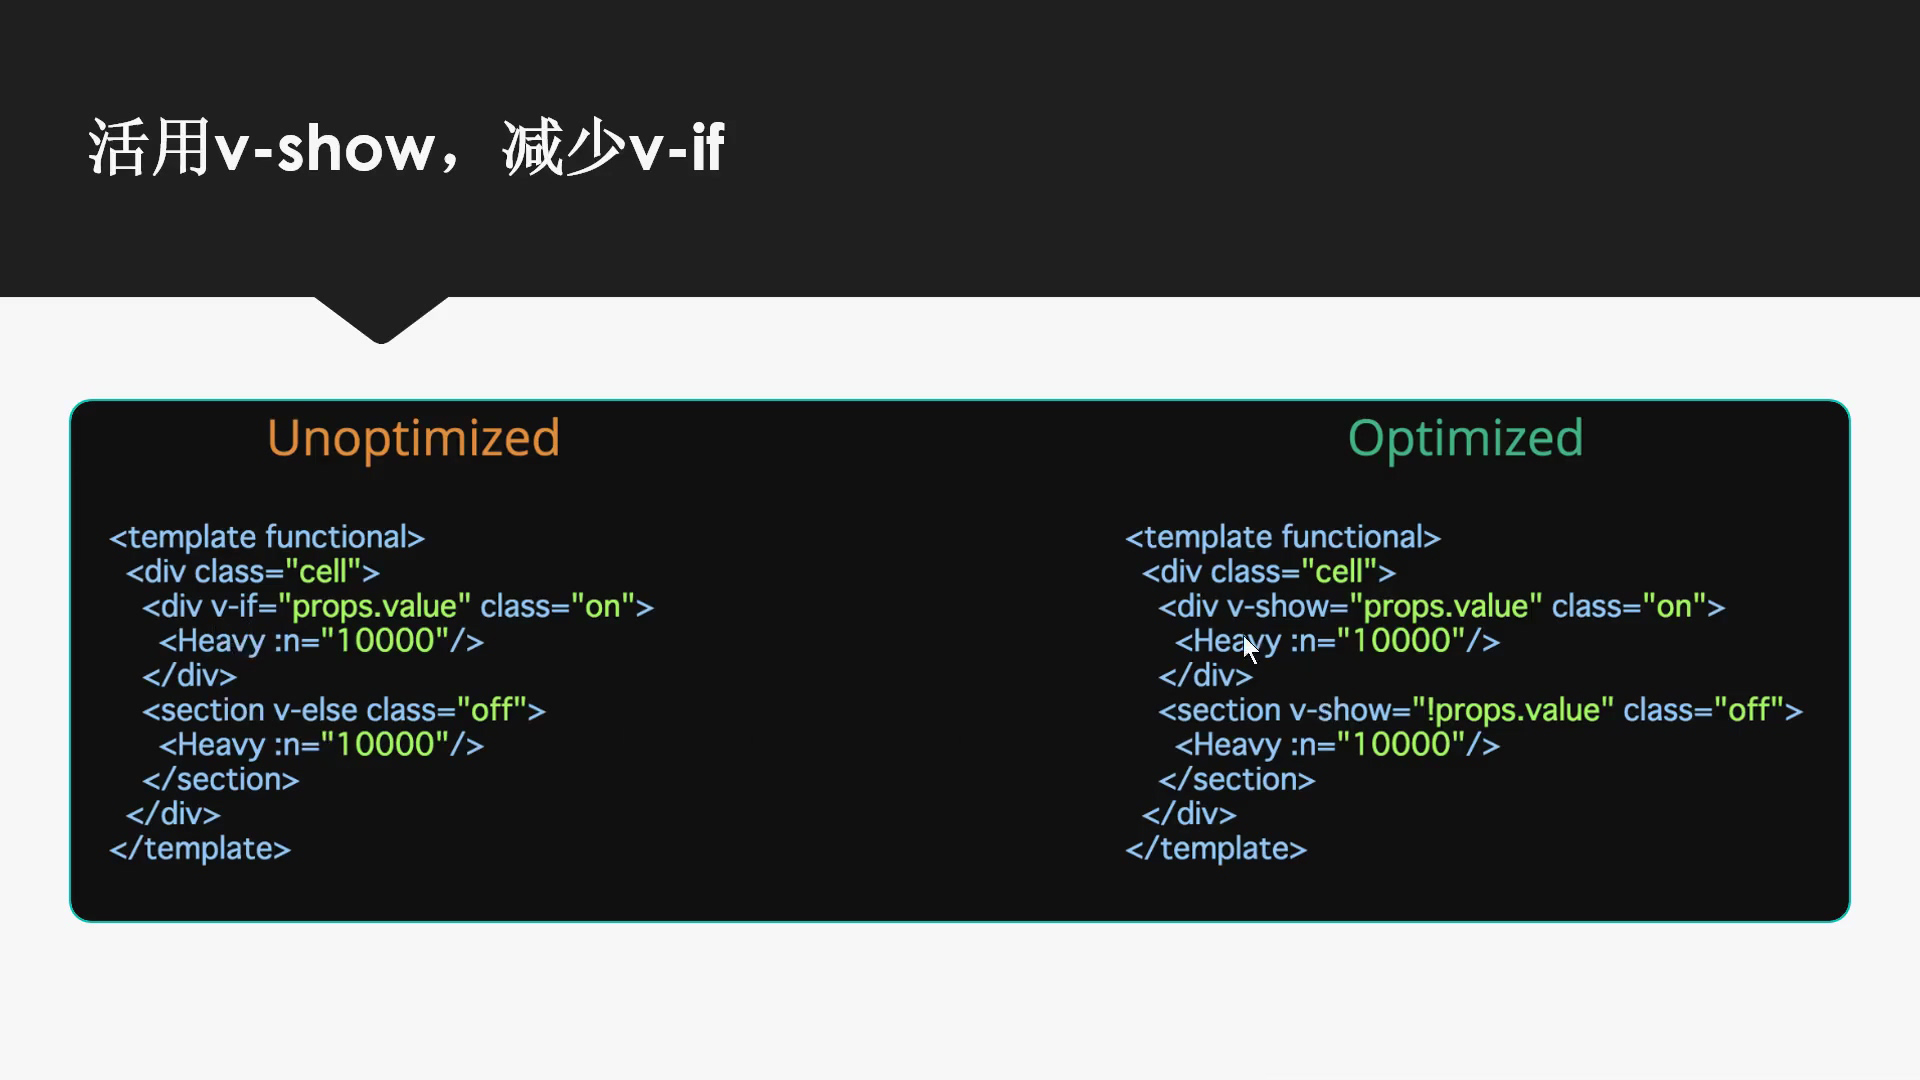 活用v-show，减少v-if
Unoptimized
<template functional>
<div class="cell">
<div v-if="props.value" class="on">
<Heavy :n="10000"/>
</div>
<section v-else class="off">
<Heavy :n="10000"/>
</section>
</div>
</template>
Optimized
<template functional>
<div class="cell">
<div v-show="props.value" class="on">
<Heavy :n="10000"/>
</div>
<section v-show="!props.value" class="off">
<Heavy :n="10000"/>
</section>
</div>
</template>